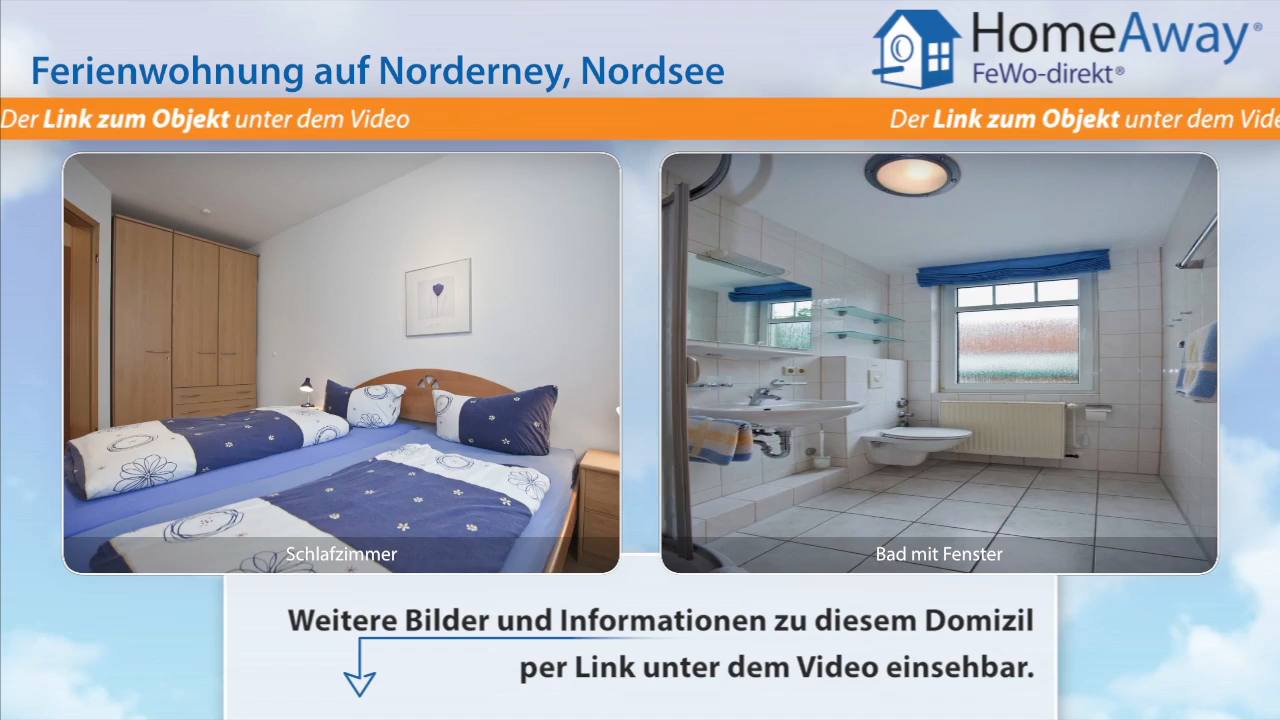 HomeAway®
FeWo-direkt®
Ferienwohnung auf Norderney, Nordsee
Der Link zum Objekt unter dem Video
Der Link zum Objekt unter dem Vide
Schlafzimmer
Bad mit Fenster
Weitere Bilder und Informationen zu diesem Domizil
per Link unter dem Video einsehbar.